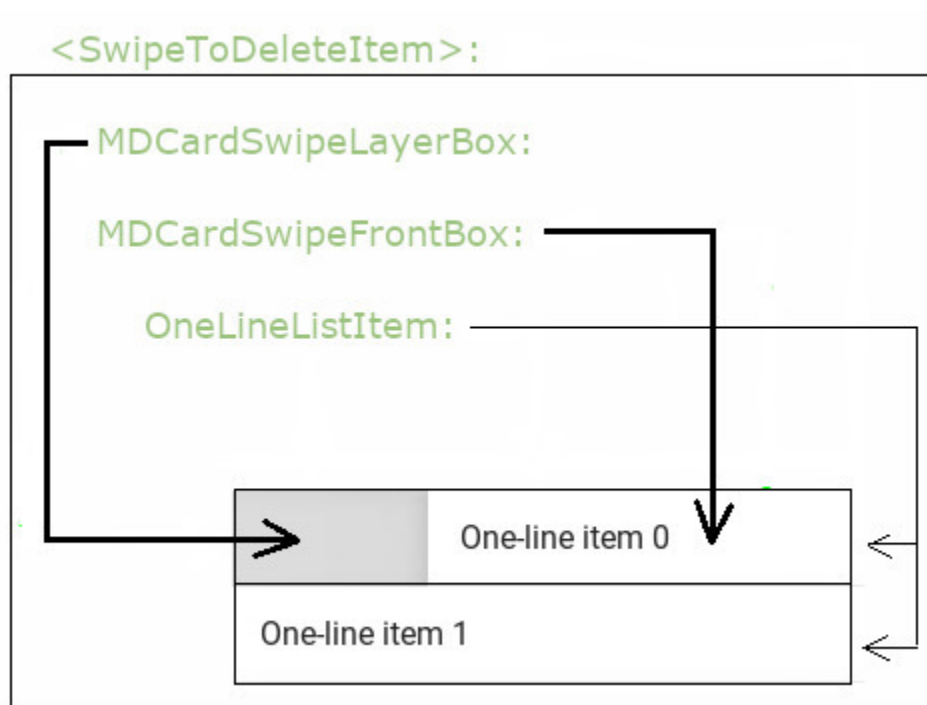 <SwipeToDeleteItem>:
MDCardSwipeLayerBox:
MDCardSwipeFrontBox:
OneLineListItem:
One-line item 0
One-line item 1